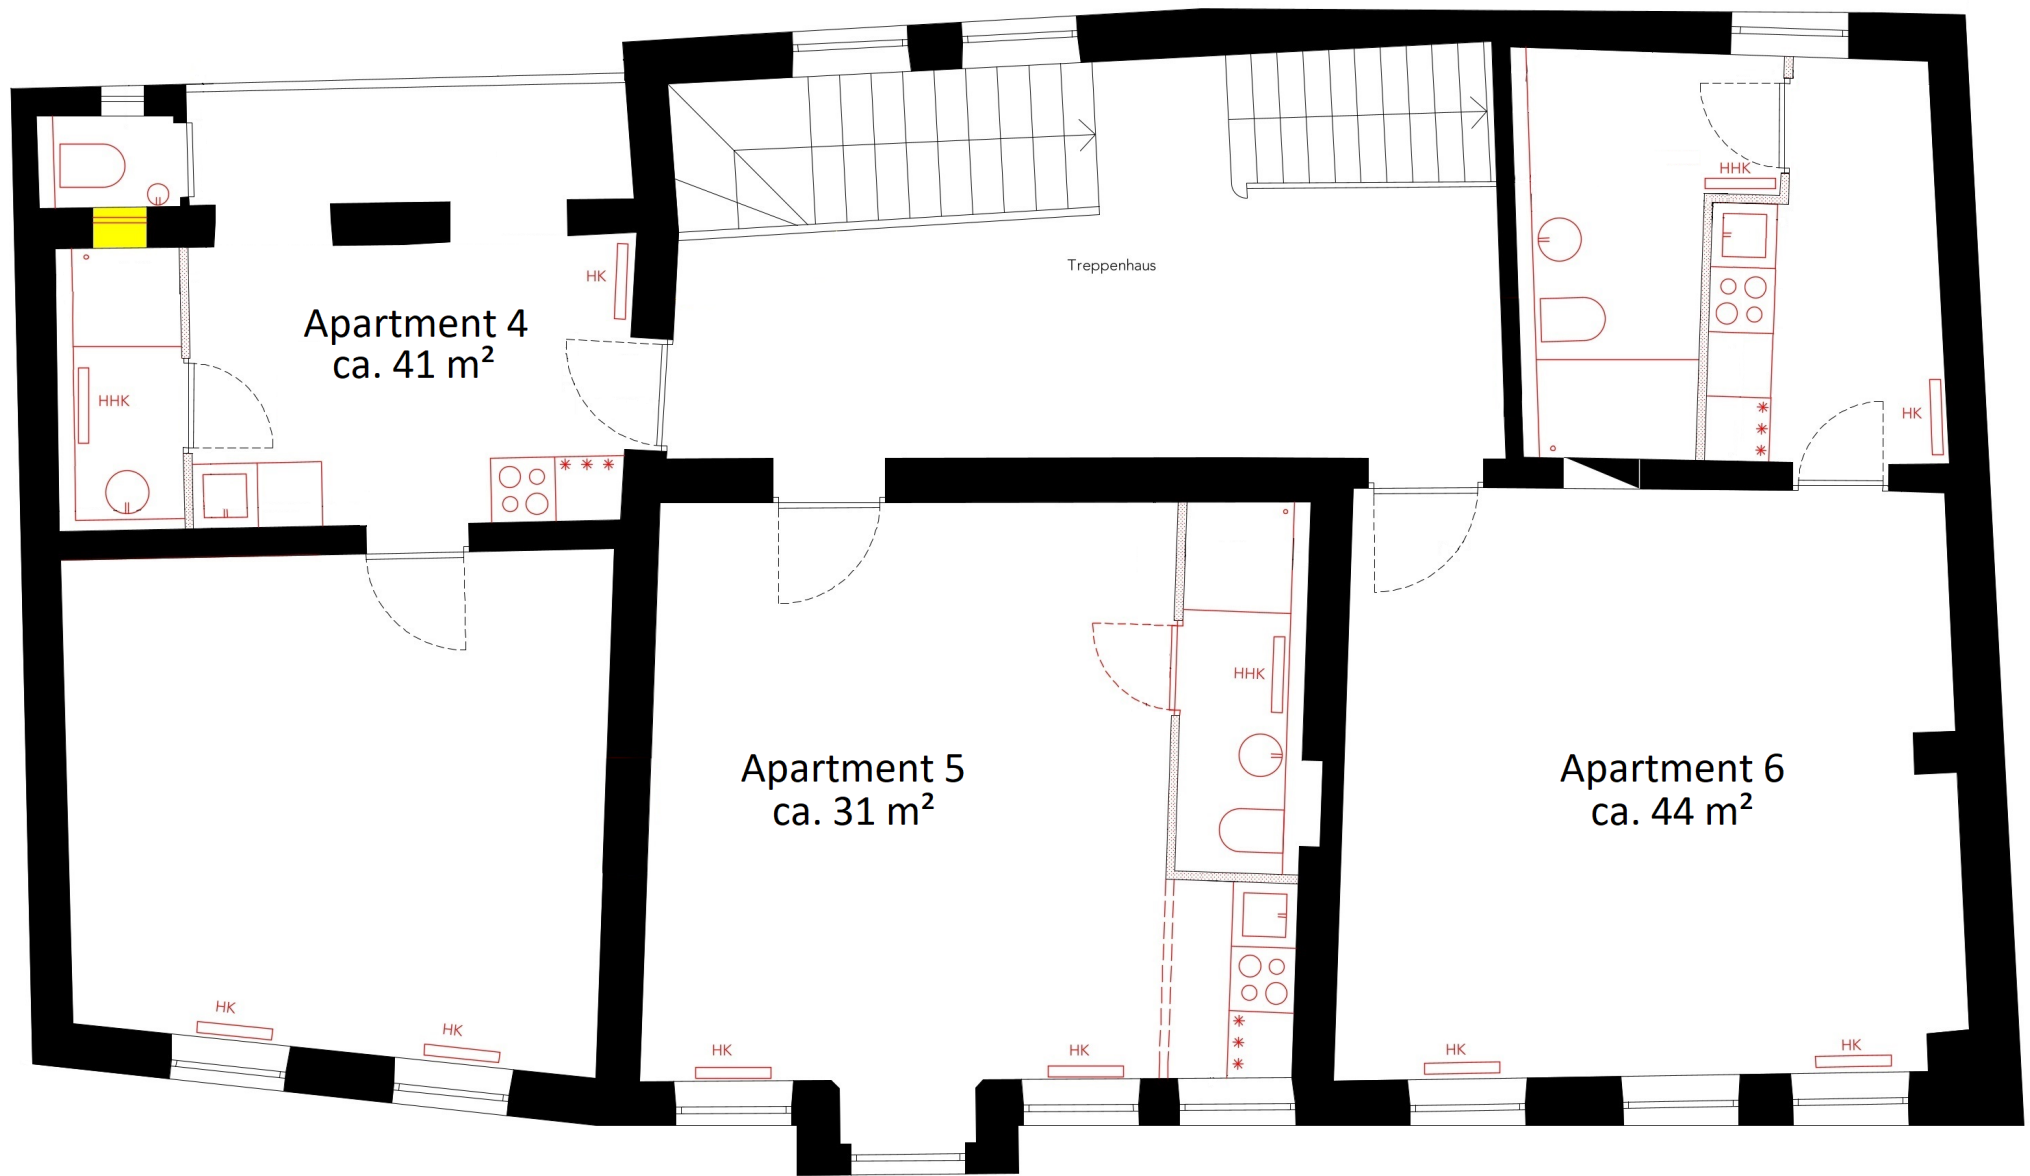 HHK
HK
Treppenhaus
Apartment 4
ca. 41 m²
HHK
HK
HHK
Apartment 5
ca. 31 m²
Apartment 6
ca. 44 m²
HK
HK
HK
HK
HK
HK